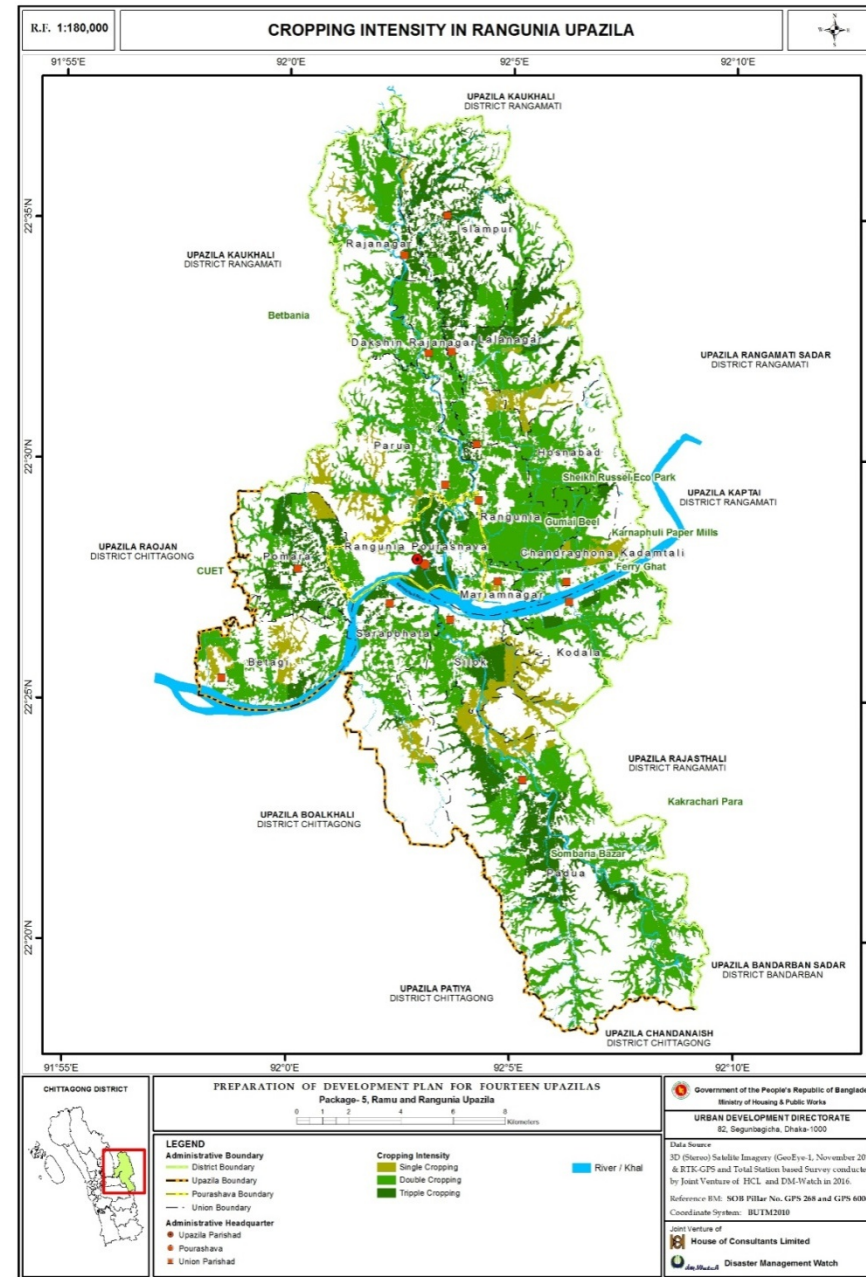 R.F. 1:180,000
CROPPING INTENSITY IN RANGUNIA UPAZILA
91°55'E
92°0'E
92°5'E
92°10'E
UPAZILA KAUKHALI
DISTRICT RANGAMATI
22°35'N
22°35'N
Islampur
Rajanagar
UPAZILA KAUKHALI
DISTRICT RANGAMATI
Betbania
Dakshin Rajanagar
Lalanagar
UPAZILA RANGAMATI SADAR
DISTRICT RANGAMATI
22°30'N
22°30'N
Parua
Hosnabad
Sheikh Russel Eco Park
UPAZILA KAPTAI
DISTRICT RANGAMATI
Rangunia
Gumai Beel
Karnaphuli Paper Mills
UPAZILA RAOJAN
DISTRICT CHITTAGONG
Rangunia Pourashava
Chandraghona Kadamtali
Pomara
CUET
Ferry Ghat
Mariamnagar
Sarapbhata
Betagi
Silok
Kodala
22°25'N
22°25'N
UPAZILA RAJASTHALI
DISTRICT RANGAMATI
Kakrachari Para
UPAZILA BOALKHALI
DISTRICT CHITTAGONG
Sombaria Bazar
Padua
22°20'N
22°20'N
UPAZILA BANDARBAN SADAR
DISTRICT BANDARBAN
UPAZILA PATIYA
DISTRICT CHITTAGONG
UPAZILA CHANDANAISH
DISTRICT CHITTAGONG
91°55'E
92°0'E
92°5'E
92°10'E
CHITTAGONG DISTRICT
PREPARATION OF DEVELOPMENT PLAN FOR FOURTEEN UPAZILAS
Package- 5, Ramu and Rangunia Upazila
0 1 2 4 6 8
Kilometers
LEGEND
Administrative Boundary
District Boundary
Upazila Boundary
Pourashava Boundary
Union Boundary
Administrative Headquarter
Upazila Parishad
Pourashava
Union Parishad
Cropping Intensity
Single Cropping
Double Cropping
Tripple Cropping
River / Khal
Government of the People's Republic of
Ministry of Housing & Public Works
URBAN DEVELOPMENT DIRECTORATE
82, Segunbagicha, Dhaka-1000
Data Source
3D (Stereo) Satelite Imagery (GeoEye-1, November
& RTK-GPS and Total Station based Survey
by Joint Venture of HCL and DM-Watch in 2016.
Reference BM: SOB Pillar No. GPS 268 and GPS
Coordinate System: BUTM2010
Joint Venture of
House of Consultants Limited
Disaster Management Watch